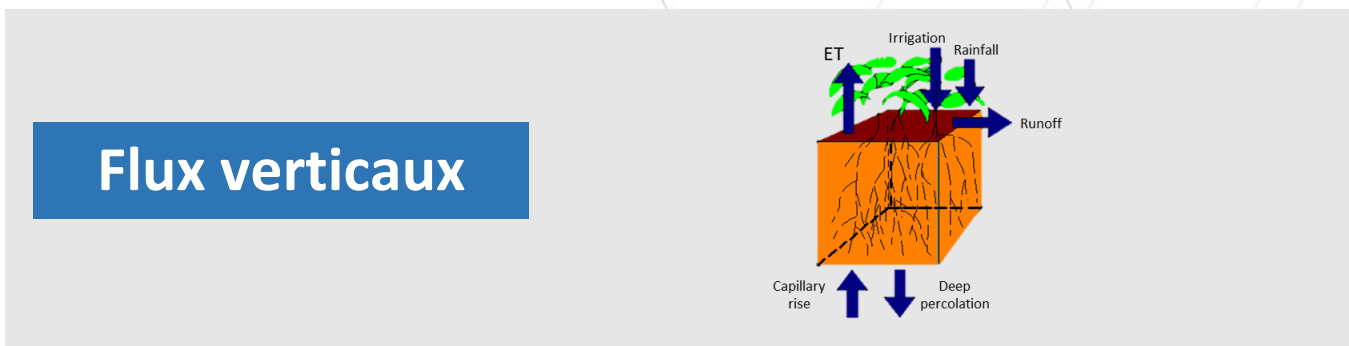 Flux verticaux
ET
Irrigation
Rainfall
Runoff
Capillary
rise
Deep
percolation